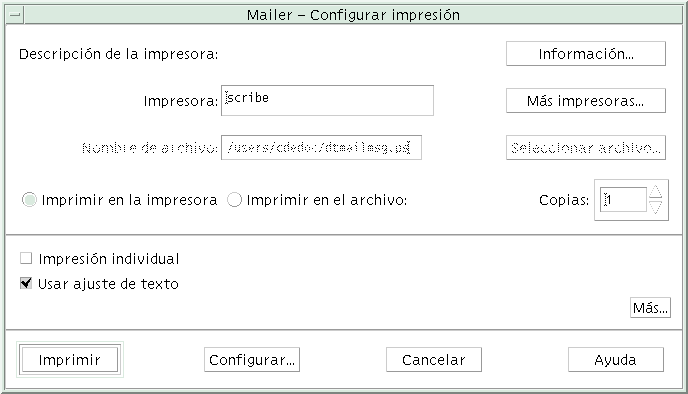 Mailer – Configurar impresión
Descripción de la impresora:
Información...
Impresora: scribe
Más impresoras...
Nombre de archivo: /users/cdedoc/dtmailmsg.ps
Seleccionar archivo...
Imprimir en la impresora Imprimir en el archivo: Copias: 1
Impresión individual
Usar ajuste de texto
Más...
Imprimir Configurar... Cancelar Ayuda